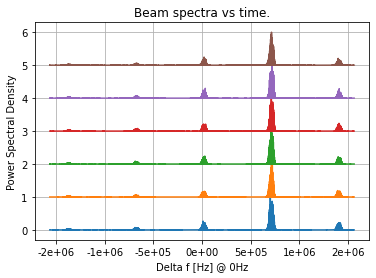 Beam spectra vs time.
Power Spectral Density
6
5
4
3
2
1
0
-2e+06 -1e+06 -5e+05 0e+00 5e+05 1e+06 2e+06
Delta f [Hz] @ 0Hz